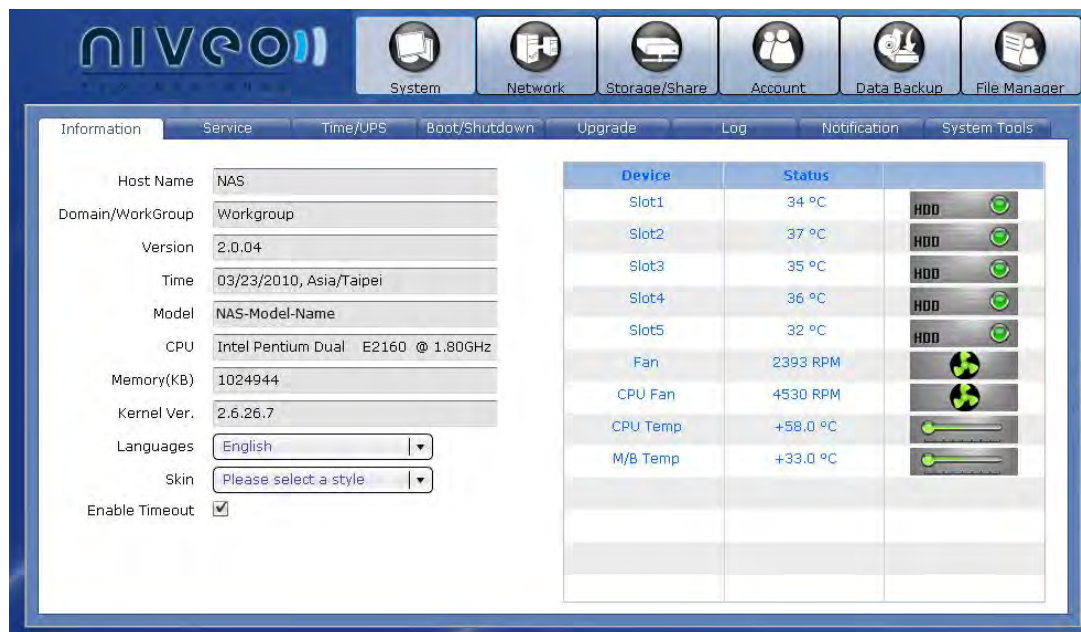 niveo
System Network Storage/Share Account Data Backup File Manager
Information Service Time/UPS Boot/Shutdown Upgrade Log Notification System Tools
Host Name NAS
Domain/WorkGroup Workgroup
Version 2.0.04
Time 03/23/2010, Asia/Taipei
Model NAS-Model-Name
CPU Intel Pentium Dual E2160 @ 1.80GHz
Memory(KB) 1024944
Kernel Ver. 2.6.26.7
Languages English
Skin Please select a style
Enable Timeout
Device Status
Slot1 34 °C HDD
Slot2 37 °C HDD
Slot3 35 °C HDD
Slot4 36 °C HDD
Slot5 32 °C HDD
Fan 2393 RPM
CPU Fan 4530 RPM
CPU Temp +58.0 °C
M/B Temp +33.0 °C